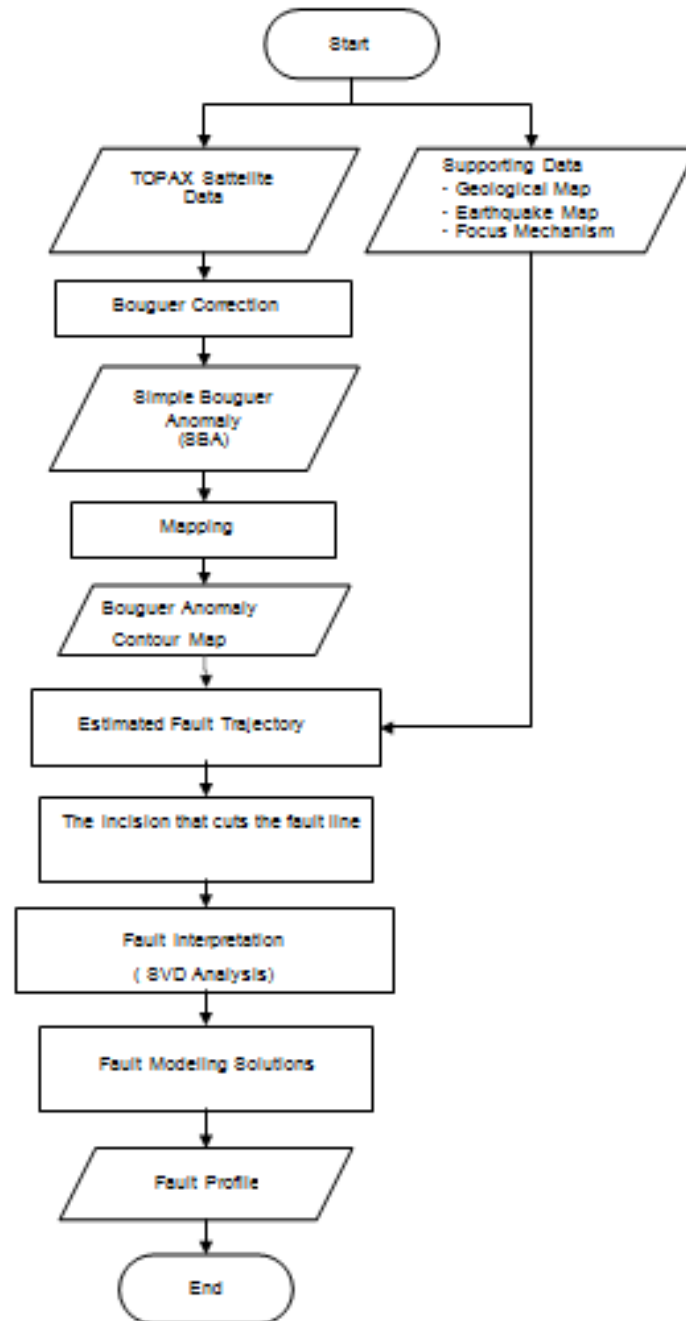 Start
TOPAX Sattelite
Data
Supporting Data
- Geological Map
- Earthquake Map
- Focus Mechanism
Bouguer Correction
Simple Bouguer
Anomaly
(SBA)
Mapping
Bouguer Anomaly
Contour Map
Estimated Fault Trajectory
The incision that cuts the fault line
Fault Interpretation
( SVD Analysis)
Fault Modeling Solutions
Fault Profile
End